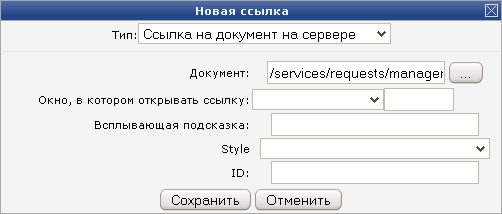 Новая ссылка
Тип: Ссылка на документ на сервере
Документ: /services/requests/manager ...
Окно, в котором открывать ссылку:
Всплывающая подсказка:
Style
ID:
Сохранить Отменить